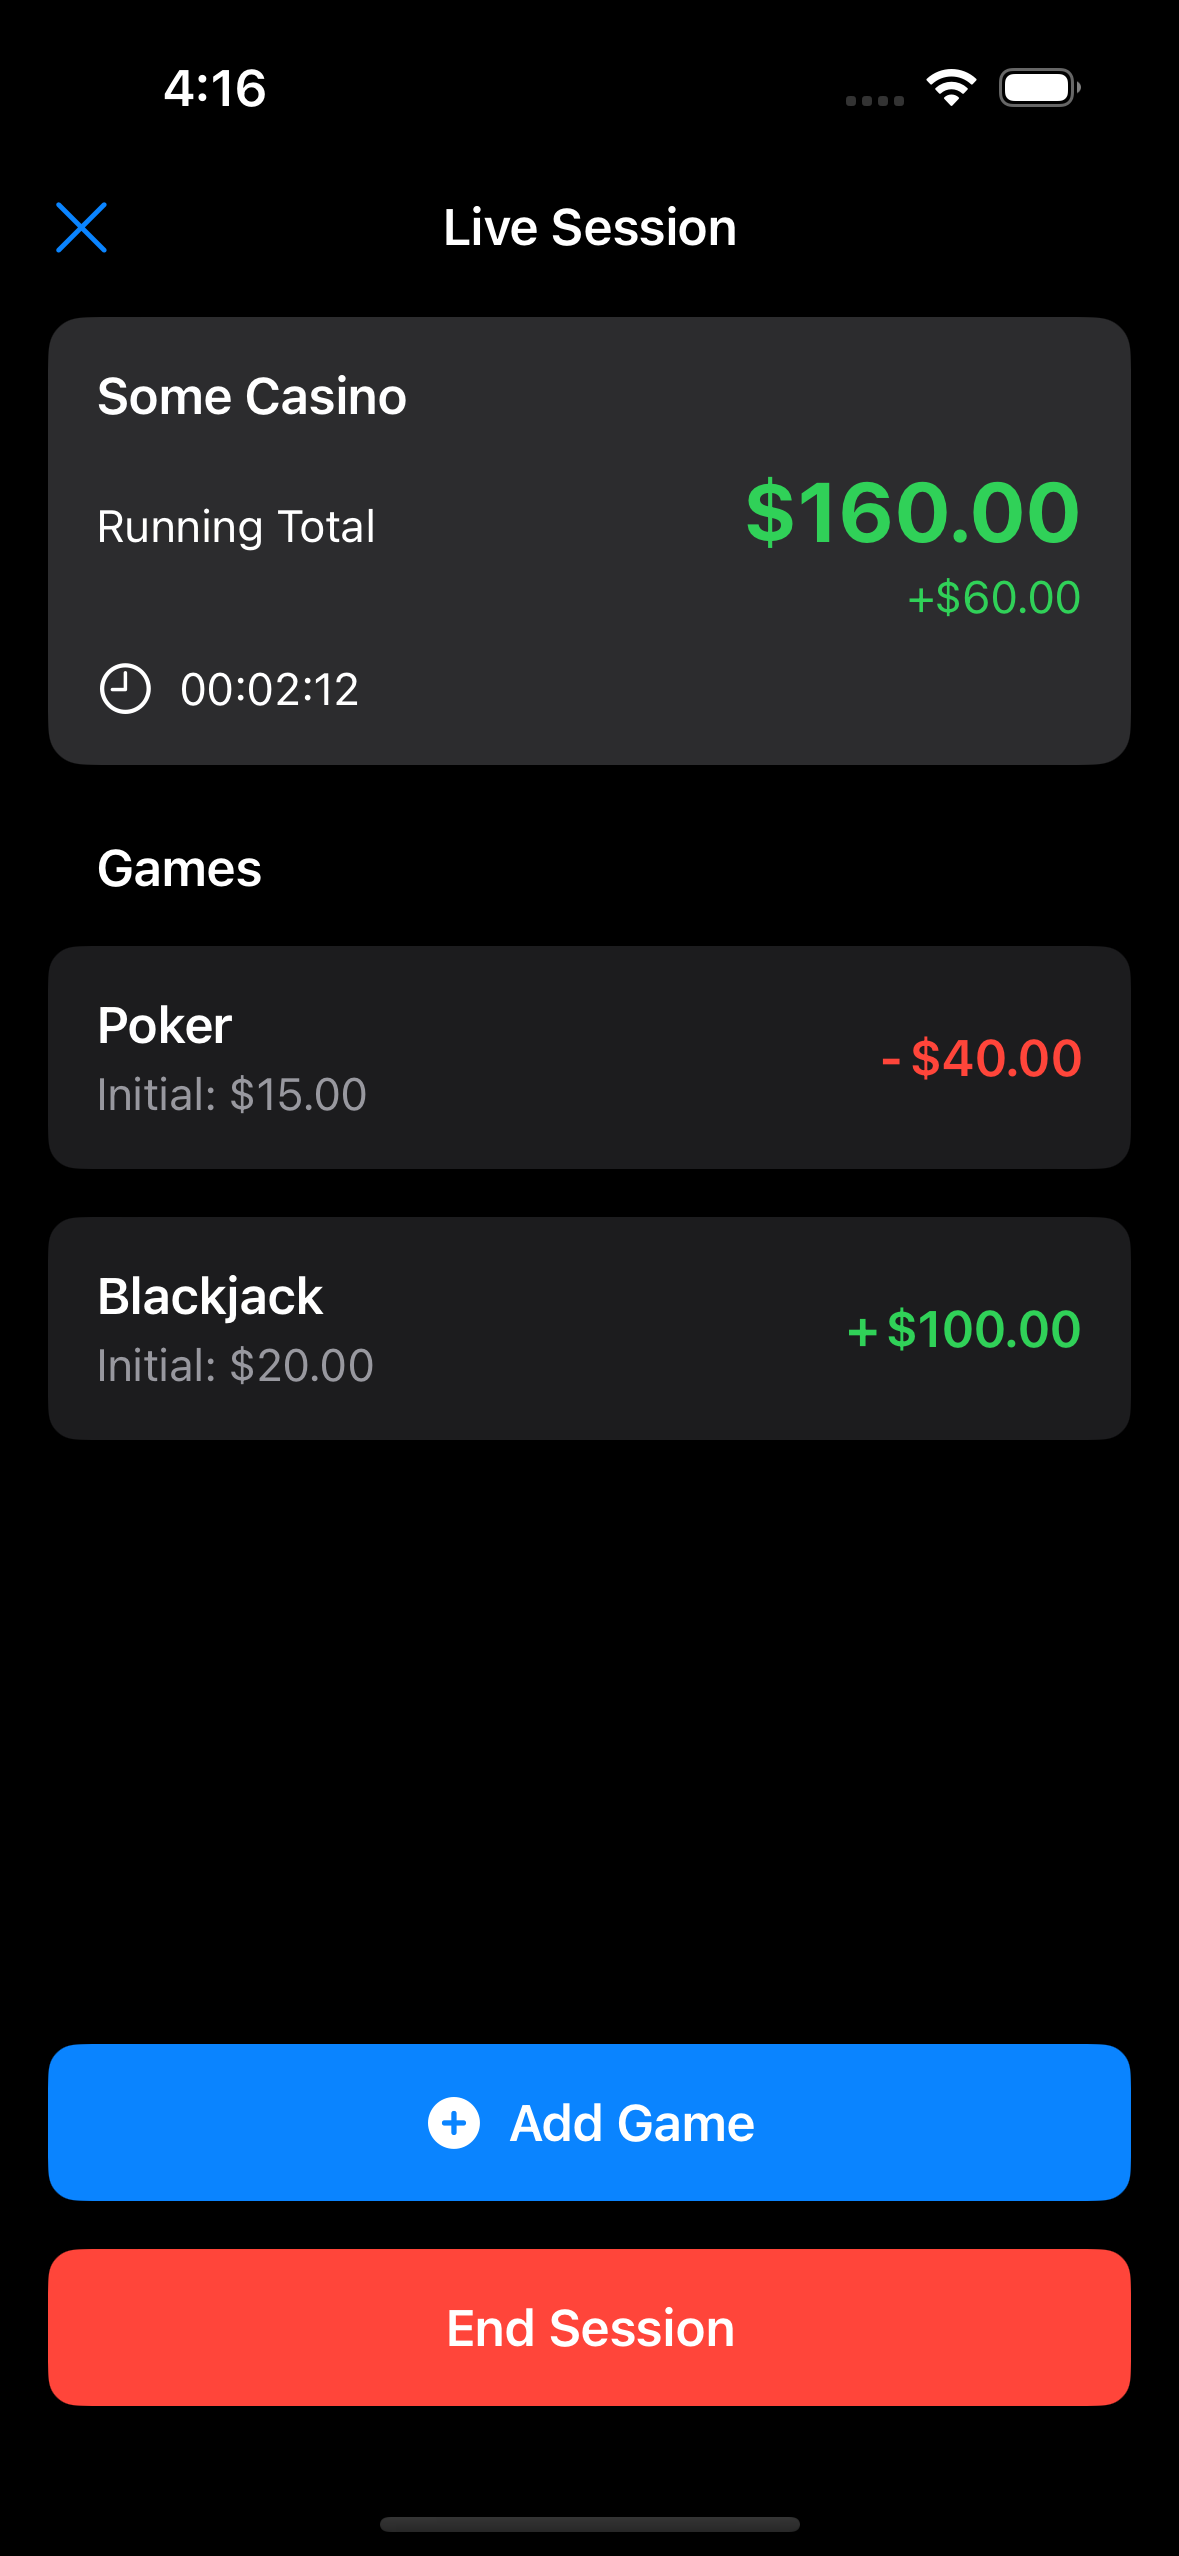 4:16
Live Session
Some Casino
Running Total
$160.00
+$60.00
00:02:12
Games
Poker
Initial: $15.00
- $40.00
Blackjack
Initial: $20.00
+ $100.00
Add Game
End Session